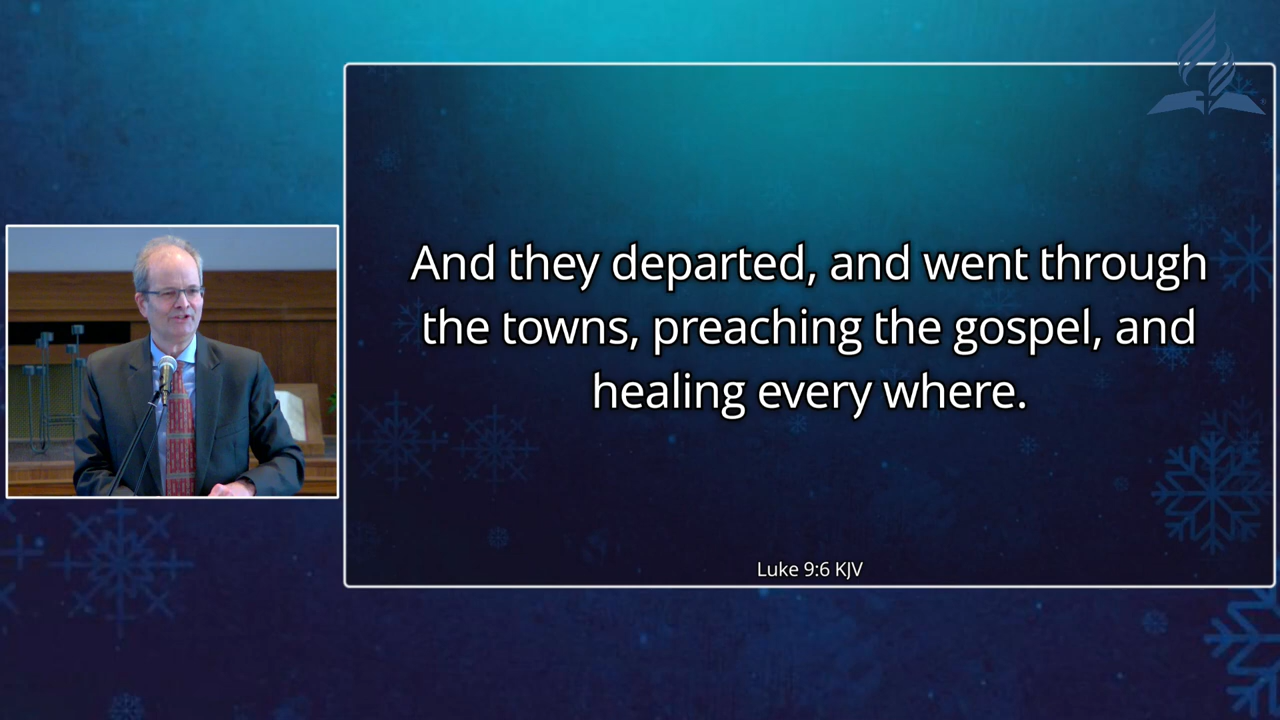 And they departed, and went through
the towns, preaching the gospel, and
healing every where.
Luke 9:6 KJV